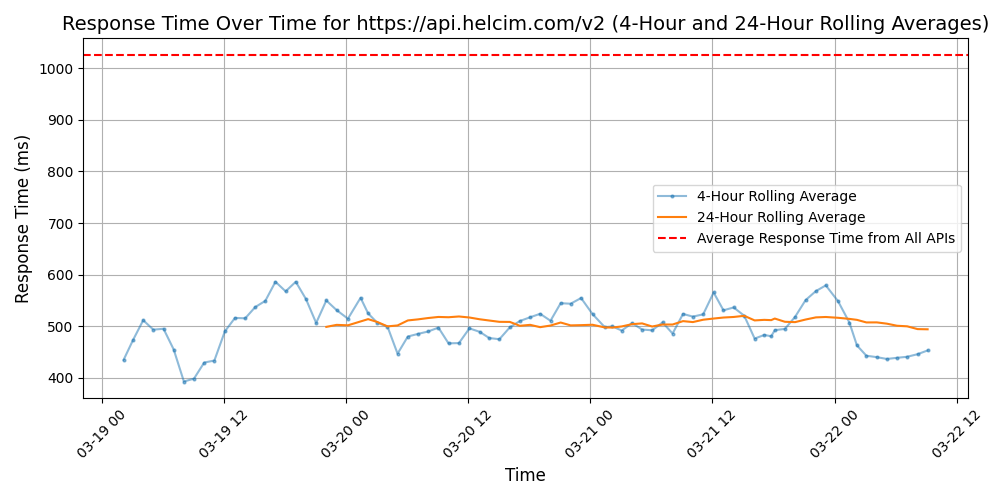 Response Time Over Time for https://api.helcim.com/v2 (4-Hour and 24-Hour Rolling Averages)
Response Time (ms)
1000
900
800
700
600
500
400
4-Hour Rolling Average
24-Hour Rolling Average
Average Response Time from All APIs
03-19 00
03-19 12
03-20 00
03-20 12
03-21 00
03-21 12
03-22 00
03-22 12
Time